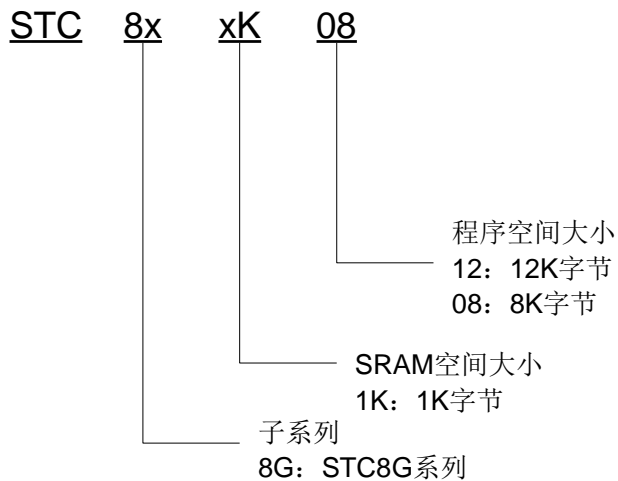 STC 8x xK 08
程序空间大小
12：12K字节
08：8K字节
SRAM空间大小
1K：1K字节
子系列
8G：STC8G系列